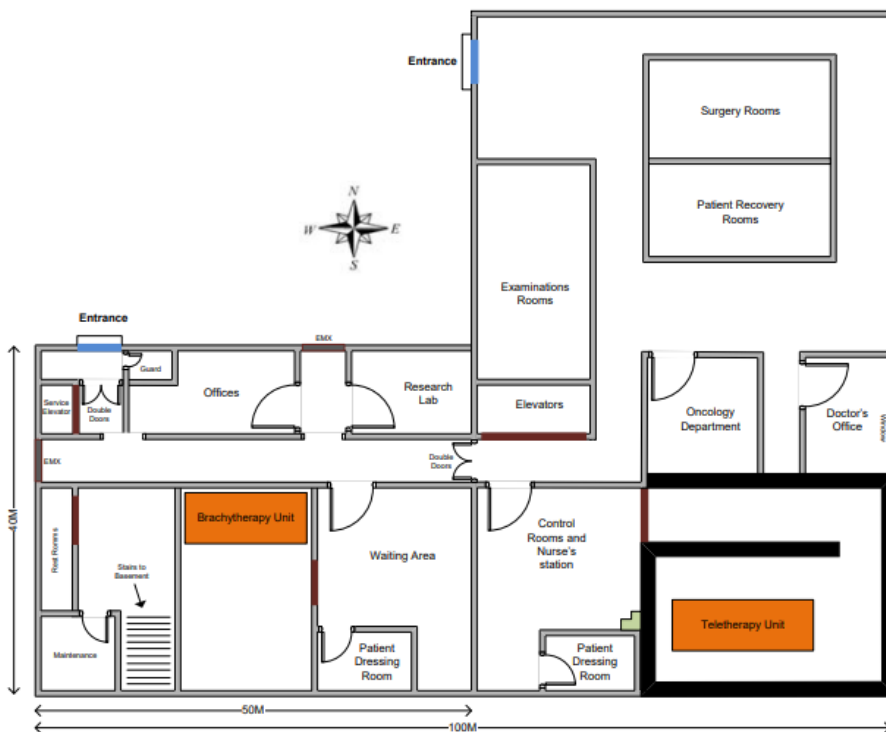 Entrance
Surgery Rooms
Patient Recovery
Rooms
N
W
E
S
Examinations
Rooms
Entrance
EMX
Guard
Offices
Research
Lab
Service
Elevator
Double
Doors
Elevators
Oncology
Department
Doctor's
Office
Window
EMX
Double
Doors
40M
Rest Rooms
Brachytherapy Unit
Control
Rooms and
Nurse's
station
Waiting Area
Stairs to
Basement
Teletherapy Unit
Maintenance
Patient
Dressing
Room
Patient
Dressing
Room
50M
100M